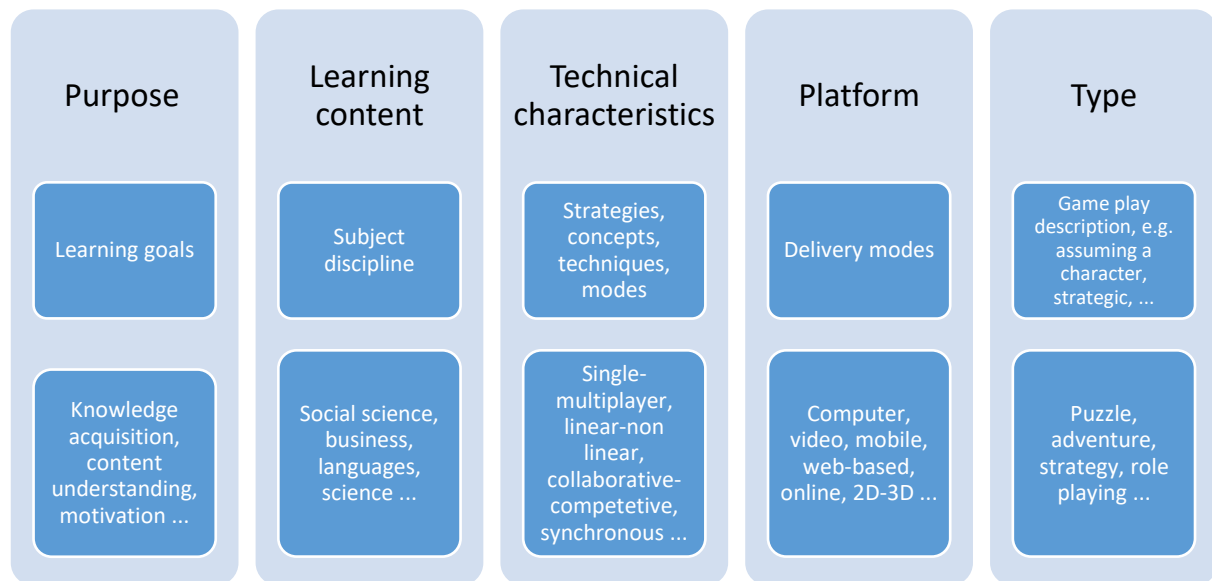 Purpose
Learning goals
Knowledge
acquisition,
content
understanding,
motivation ...
Learning
content
Subject
discipline
Social science,
business,
languages,
science ...
Technical
characteristics
Strategies,
concepts,
techniques,
modes
Single-
multiplayer,
linear-non
linear,
collaborative-
competetive,
synchronous ...
Platform
Delivery modes
Computer,
video, mobile,
web-based,
online, 2D-3D ...
Type
Game play
description, e.g.
assuming a
character,
strategic, ...
Puzzle,
adventure,
strategy, role
playing ...